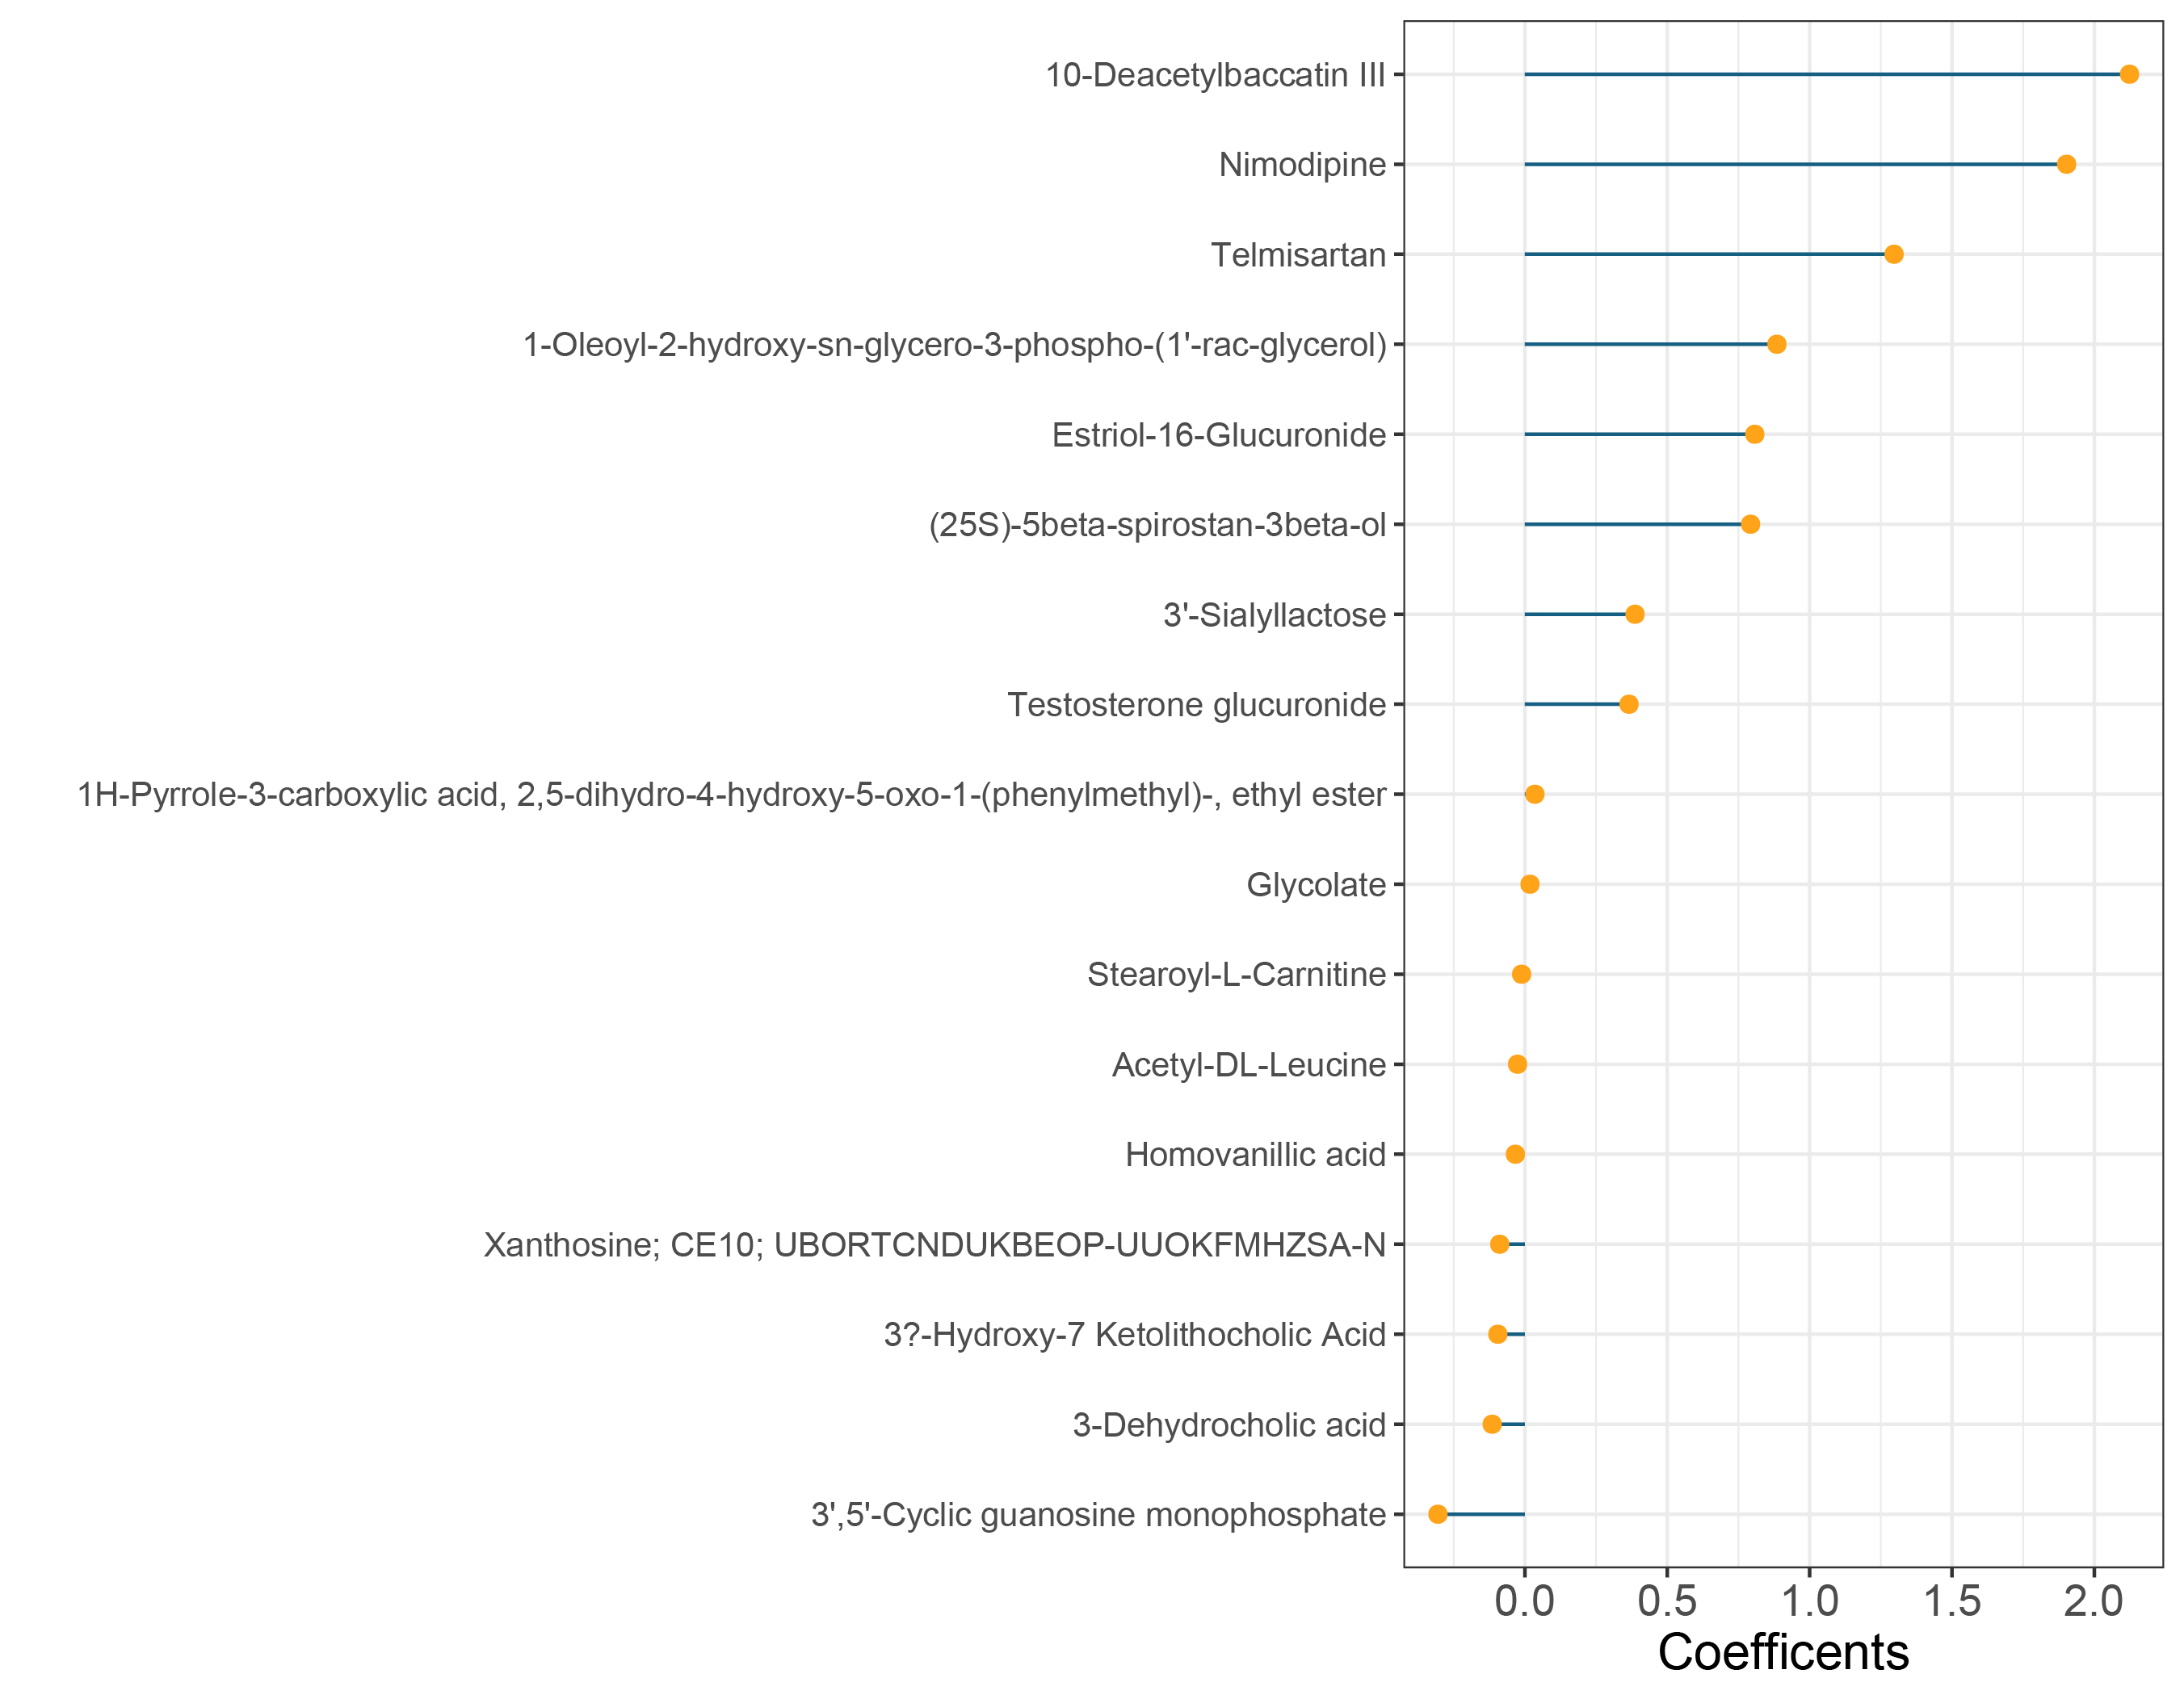 10-Deacetylbaccatin III
Nimodipine
Telmisartan
1-Oleoyl-2-hydroxy-sn-glycero-3-phospho-(1'-rac-glycerol)
Estriol-16-Glucuronide
(25S)-5beta-spirostan-3beta-ol
3'-Sialyllactose
Testosterone glucuronide
1H-Pyrrole-3-carboxylic acid, 2,5-dihydro-4-hydroxy-5-oxo-1-(phenylmethyl)-, ethyl ester
Glycolate
Stearoyl-L-Carnitine
Acetyl-DL-Leucine
Homovanillic acid
Xanthosine; CE10; UBORTCNDUKBEOP-UUOKFMHZSA-N
3?-Hydroxy-7 Ketolithocholic Acid
3-Dehydrocholic acid
3',5'-Cyclic guanosine monophosphate
0.0 0.5 1.0 1.5 2.0
Coefficents